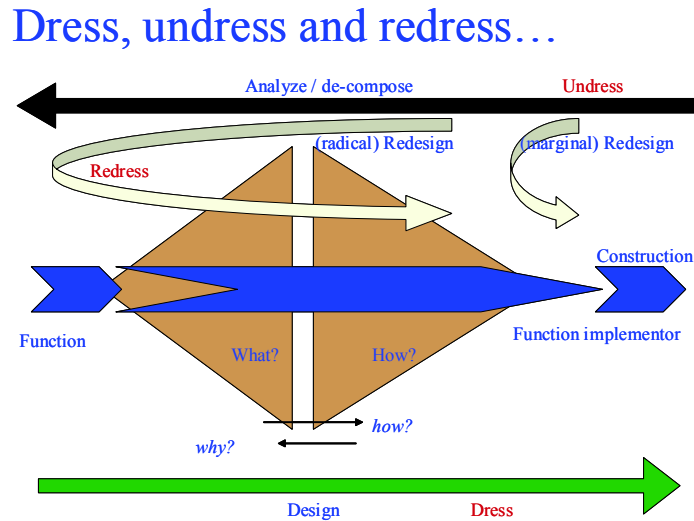 Dress, undress and redress…
Analyze / de-compose
Undress
(radical) Redesign
(marginal) Redesign
Redress
Construction
Function
Function implementor
What?
How?
how?
why?
Design
Dress